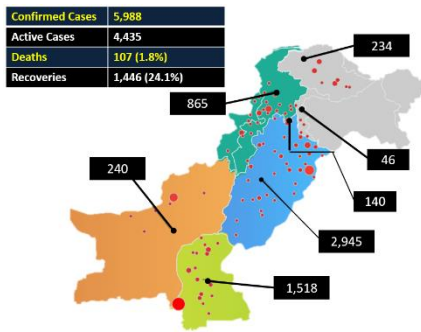 Confirmed Cases 5,988
Active Cases 4,435
Deaths 107 (1.8%)
Recoveries 1,446 (24.1%)
234
865
46
240
140
2,945
1,518